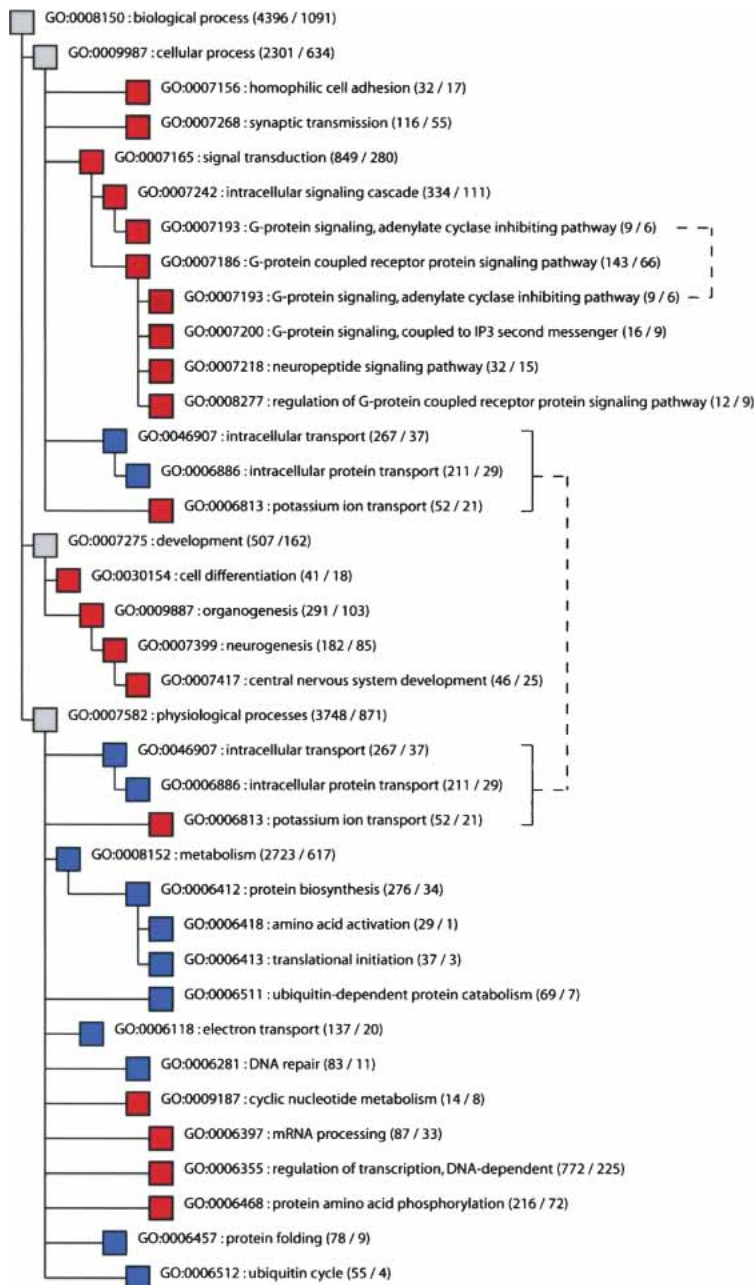 GO:0008150 : biological process (4396 / 1091)
GO:0009987 : cellular process (2301 / 634)
GO:0007156 : homophilic cell adhesion (32 / 17)
GO:0007268 : synaptic transmission (116 / 55)
GO:0007165 : signal transduction (849 / 280)
GO:0007242 : intracellular signaling cascade (334 / 111)
GO:0007193 : G-protein signaling, adenylate cyclase inhibiting pathway (9 / 6)
GO:0007186 : G-protein coupled receptor protein signaling pathway (143 / 66)
GO:0007193 : G-protein signaling, adenylate cyclase inhibiting pathway (9 / 6)
GO:0007200 : G-protein signaling, coupled to IP3 second messenger (16 / 9)
GO:0007218 : neuropeptide signaling pathway (32 / 15)
GO:0008277 : regulation of G-protein coupled receptor protein signaling pathway (12 / 9)
GO:0046907 : intracellular transport (267 / 37)
GO:0006886 : intracellular protein transport (211 / 29)
GO:0006813 : potassium ion transport (52 / 21)
GO:0007275 : development (507 /162)
GO:0030154 : cell differentiation (41 / 18)
GO:0009887 : organogenesis (291 / 103)
GO:0007399 : neurogenesis (182 / 85)
GO:0007417 : central nervous system development (46 / 25)
GO:0007582 : physiological processes (3748 / 871)
GO:0046907 : intracellular transport (267 / 37)
GO:0006886 : intracellular protein transport (211 / 29)
GO:0006813 : potassium ion transport (52 / 21)
GO:0008152 : metabolism (2723 / 617)
GO:0006412 : protein biosynthesis (276 / 34)
GO:0006418 : amino acid activation (29 / 1)
GO:0006413 : translational initiation (37 / 3)
GO:0006511 : ubiquitin-dependent protein catabolism (69 / 7)
GO:0006118 : electron transport (137 / 20)
GO:0006281 : DNA repair (83 / 11)
GO:0009187 : cyclic nucleotide metabolism (14 / 8)
GO:0006397 : mRNA processing (87 / 33)
GO:0006355 : regulation of transcription, DNA-dependent (772 / 225)
GO:0006468 : protein amino acid phosphorylation (216 / 72)
GO:0006457 : protein folding (78 / 9)
GO:0006512 : ubiquitin cycle (55 / 4)